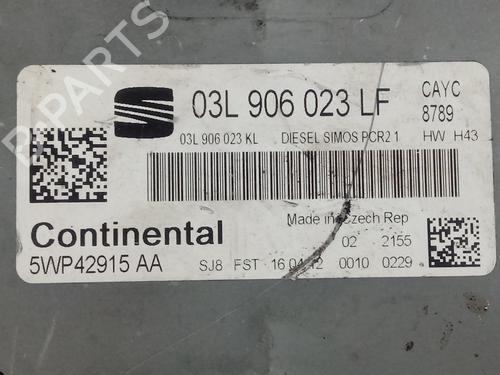 B-PARTS
03L 906 023 LF
CAYC
8789
03L 906 023 KL DIESEL SIMOS PCR2 1 HW H43
Made in Czech Rep
Continental
02 2155
5WP42915 AA
SJ8 FST 16 04 12 0010 0229